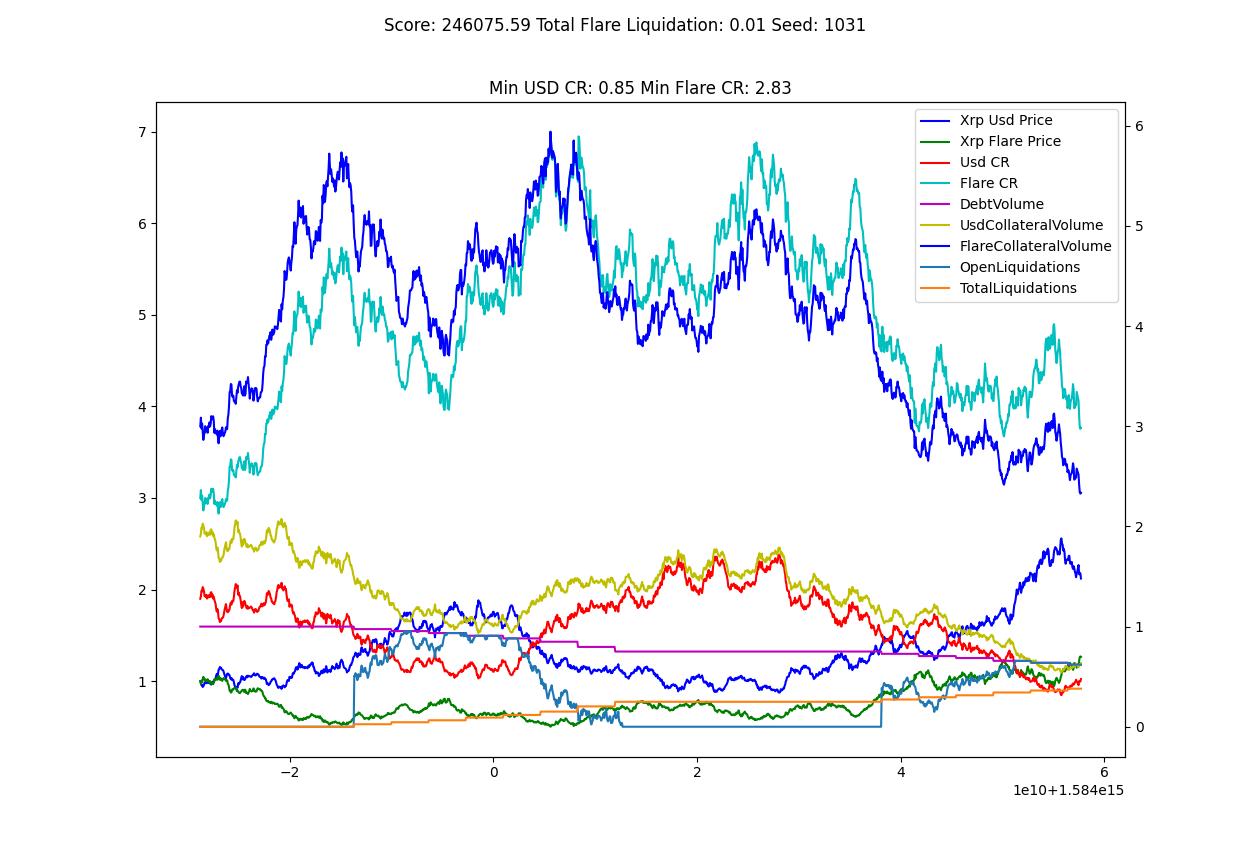 Score: 246075.59 Total Flare Liquidation: 0.01 Seed: 1031
Min USD CR: 0.85 Min Flare CR: 2.83
Xrp Usd Price
Xrp Flare Price
Usd CR
Flare CR
DebtVolume
UsdCollateralVolume
FlareCollateralVolume
OpenLiquidations
TotalLiquidations
7
6
5
4
3
2
1
6
5
4
3
2
1
0
−2
0
2
4
6
1e10+1.584e15